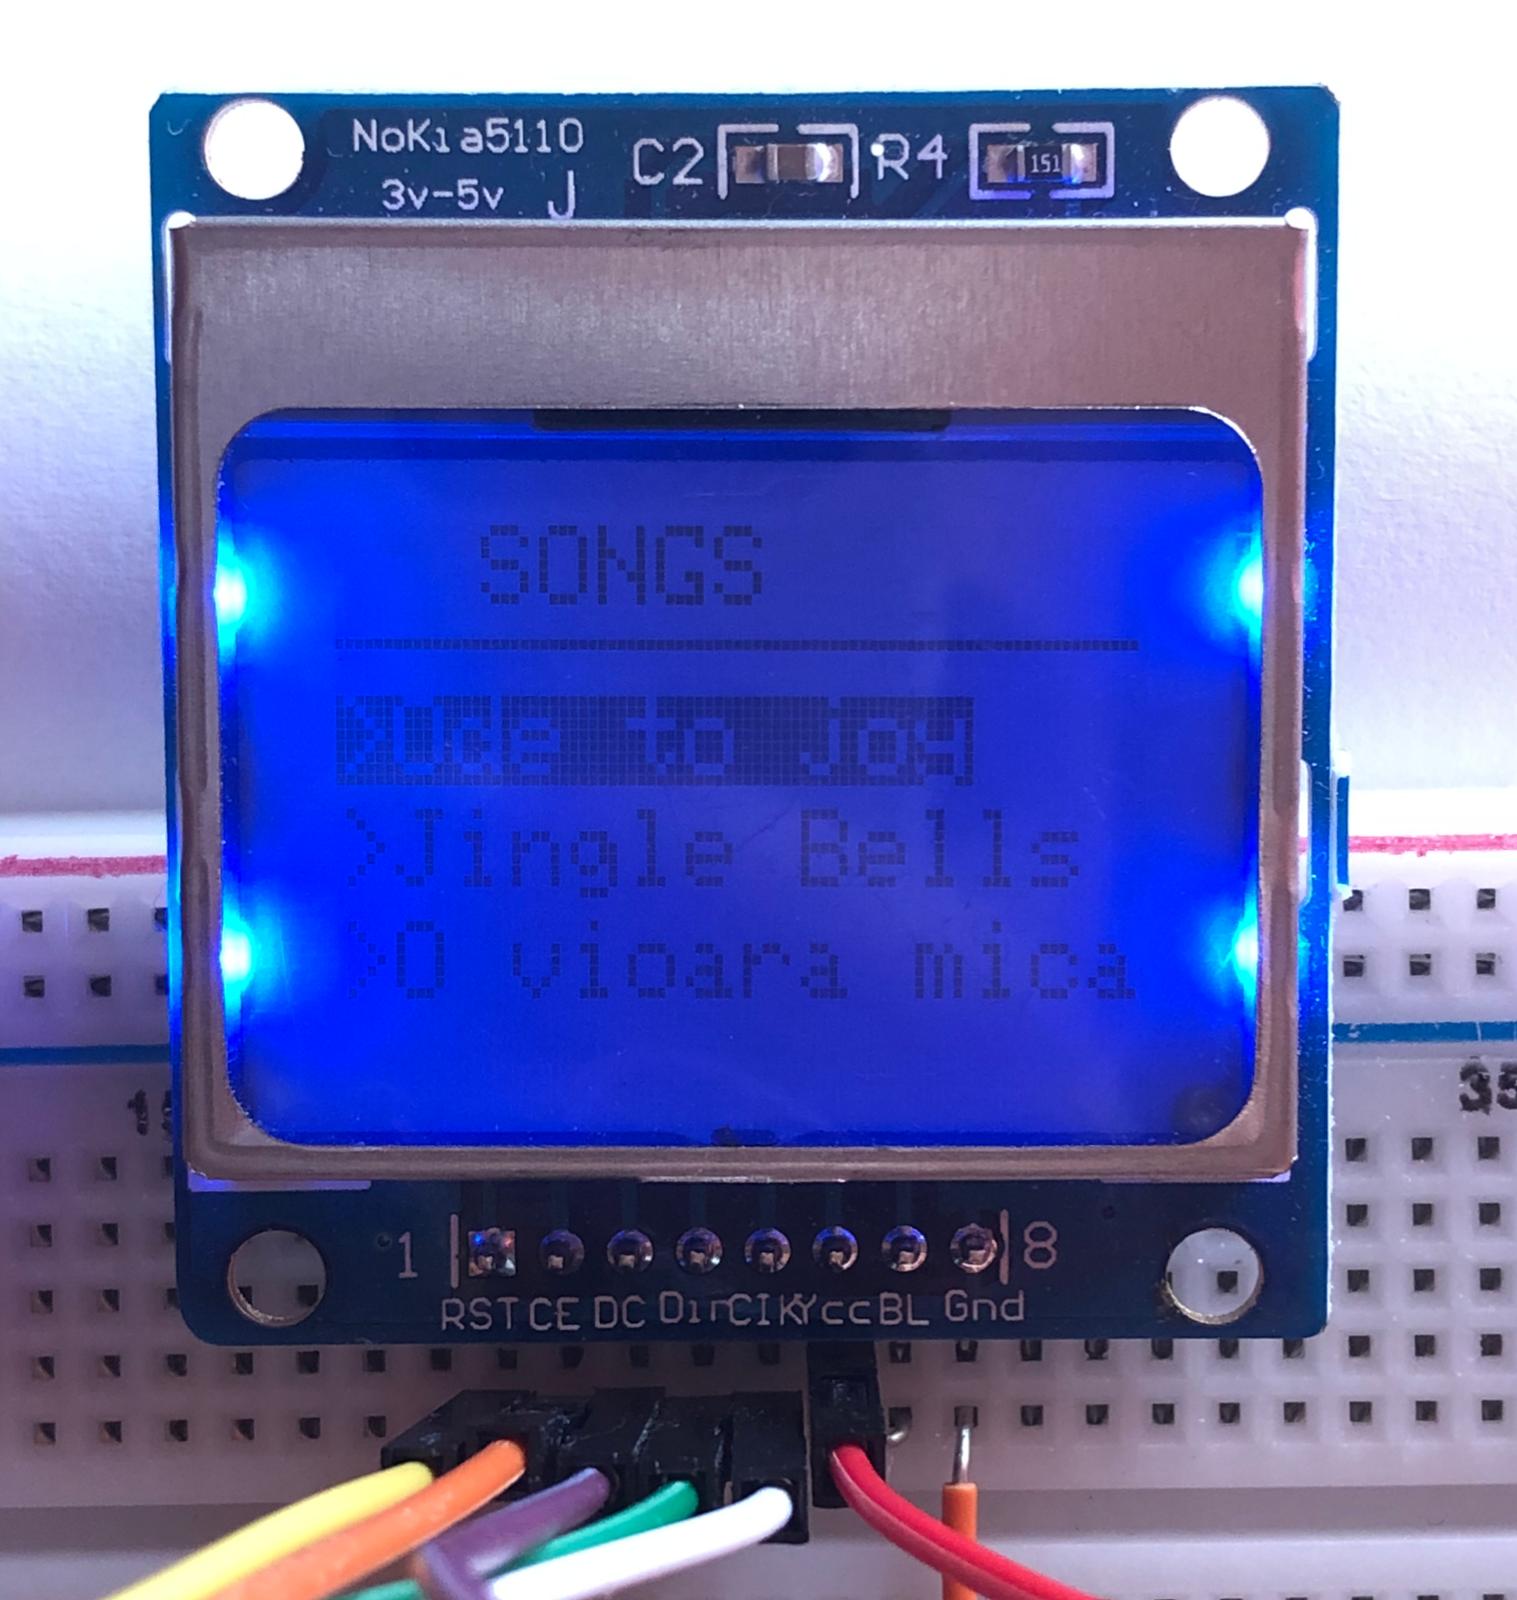 NoKia5110
3v-5v J
C2 R4 151
SONGS
>Ode to joy
>Jingle Bells
>O vioara mica
35
1 8
RST CE DC Din Clk Vcc BL Gnd